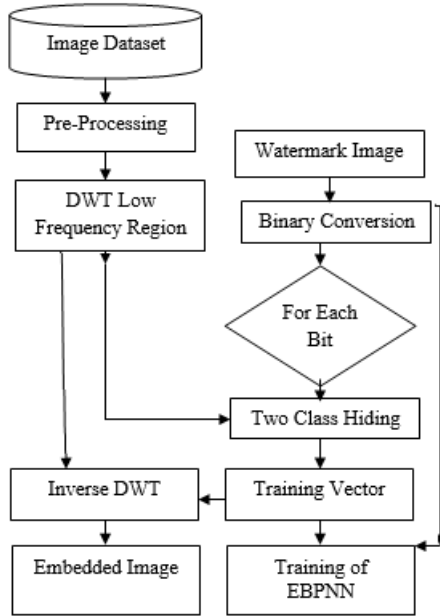 Image Dataset
Pre-Processing
Watermark Image
DWT Low
Frequency Region
Binary Conversion
For Each
Bit
Two Class Hiding
Inverse DWT
Training Vector
Embedded Image
Training of
EBPNN